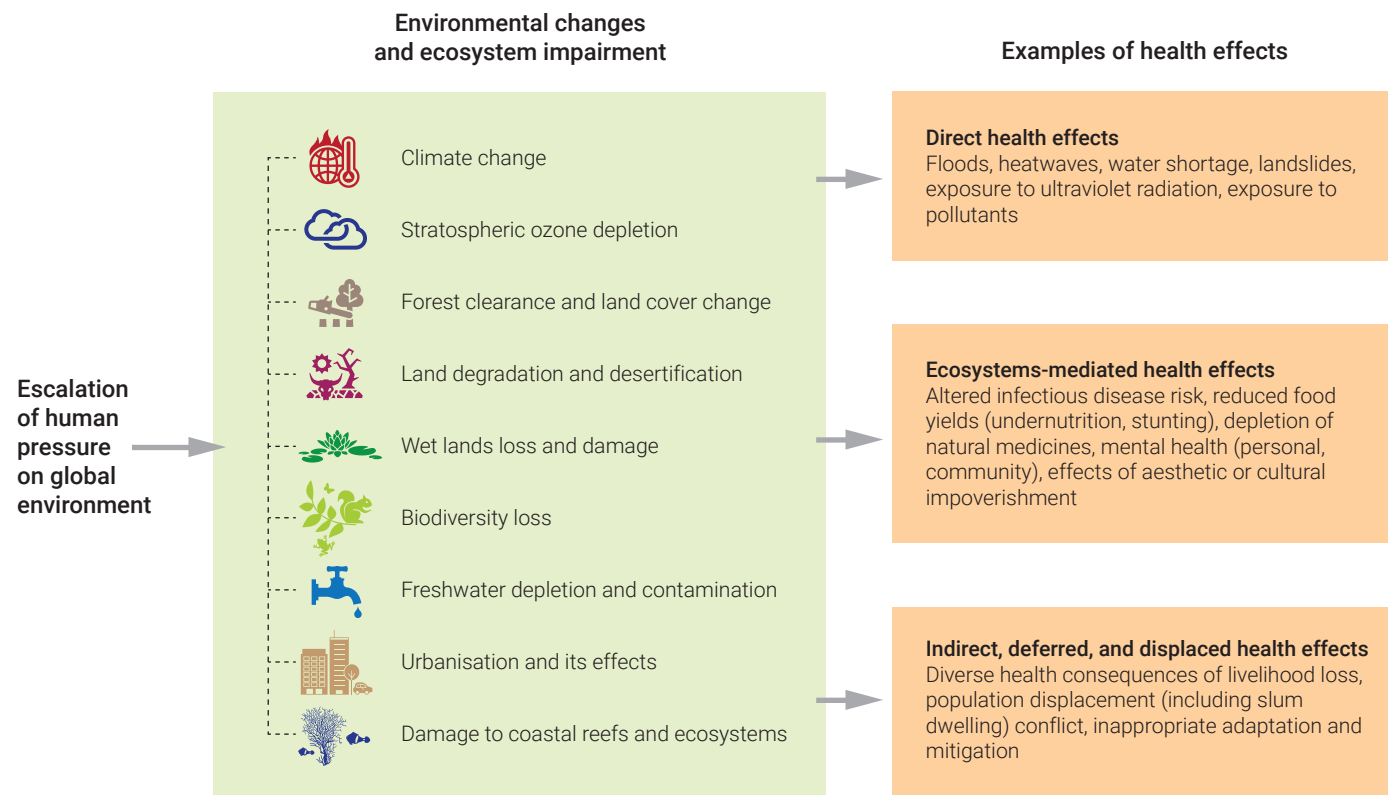 Environmental changes
and ecosystem impairment
Examples of health effects
Escalation
of human
pressure
on global
environment
Climate change
Stratospheric ozone depletion
Forest clearance and land cover change
Land degradation and desertification
Wet lands loss and damage
Biodiversity loss
Freshwater depletion and contamination
Urbanisation and its effects
Damage to coastal reefs and ecosystems
Direct health effects
Floods, heatwaves, water shortage, landslides,
exposure to ultraviolet radiation, exposure to
pollutants
Ecosystems-mediated health effects
Altered infectious disease risk, reduced food
yields (undernutrition, stunting), depletion of
natural medicines, mental health (personal,
community), effects of aesthetic or cultural
impoverishment
Indirect, deferred, and displaced health effects
Diverse health consequences of livelihood loss,
population displacement (including slum
dwelling) conflict, inappropriate adaptation and
mitigation